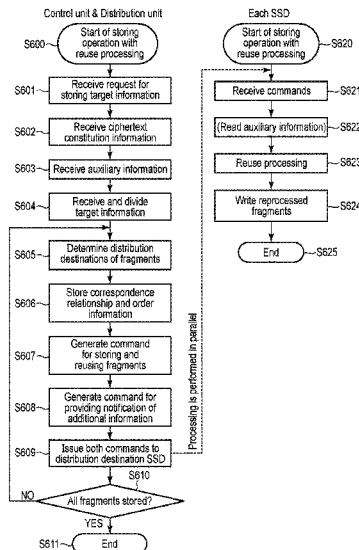 Control unit & Distribution unit
S600
Start of storing
operation with
reuse processing
S601
Receive request for
storing target information
S602
Receive ciphertext
constitution information
S603
Receive auxiliary information
S604
Receive and divide
target information
S605
Determine distribution
destinations of fragments
S606
Store correspondence
relationship and order
information
S607
Generate command
for storing and
reusing fragments
S608
Generate command for
providing notification of
additional information
S609
Issue both commands to
distribution destination SSD
S610
NO
All fragments stored?
YES
S611
End
Processing is performed in parallel
Each SSD
Start of storing
operation with
reuse processing
S620
Receive commands
S621
(Read auxiliary information)
S622
Reuse processing
S623
Write reprocessed
fragments
S624
End
S625